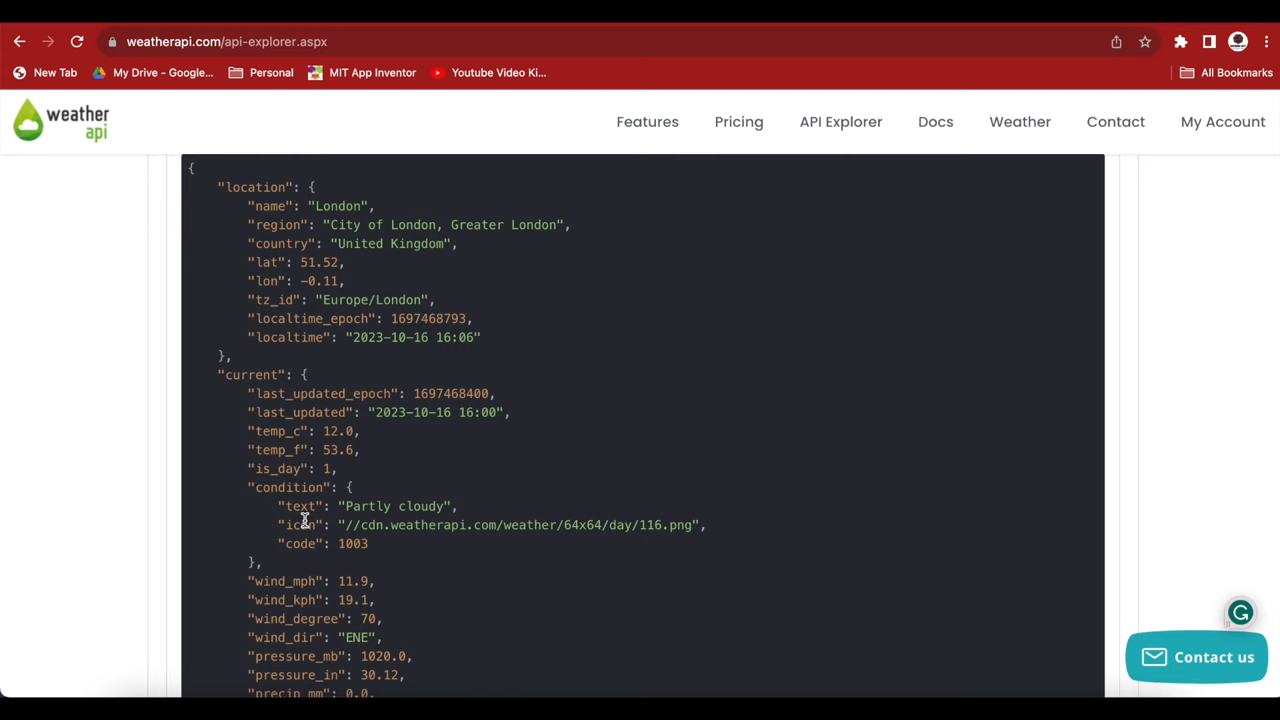 weatherapi.com/api-explorer.aspx
New Tab My Drive - Google... Personal MIT App Inventor Youtube Video Ki... All Bookmarks
weather
api
Features Pricing API Explorer Docs Weather Contact My Account
{
"location": {
"name": "London",
"region": "City of London, Greater London",
"country": "United Kingdom",
"lat": 51.52,
"lon": -0.11,
"tz_id": "Europe/London",
"localtime_epoch": 1697468793,
"localtime": "2023-10-16 16:06"
},
"current": {
"last_updated_epoch": 1697468400,
"last_updated": "2023-10-16 16:00",
"temp_c": 12.0,
"temp_f": 53.6,
"is_day": 1,
"condition": {
"text": "Partly cloudy",
"icon": "//cdn.weatherapi.com/weather/64x64/day/116.png",
"code": 1003
},
"wind_mph": 11.9,
"wind_kph": 19.1,
"wind_degree": 70,
"wind_dir": "ENE",
"pressure_mb": 1020.0,
"pressure_in": 30.12,
"precip_mm": 0.0,
Contact us